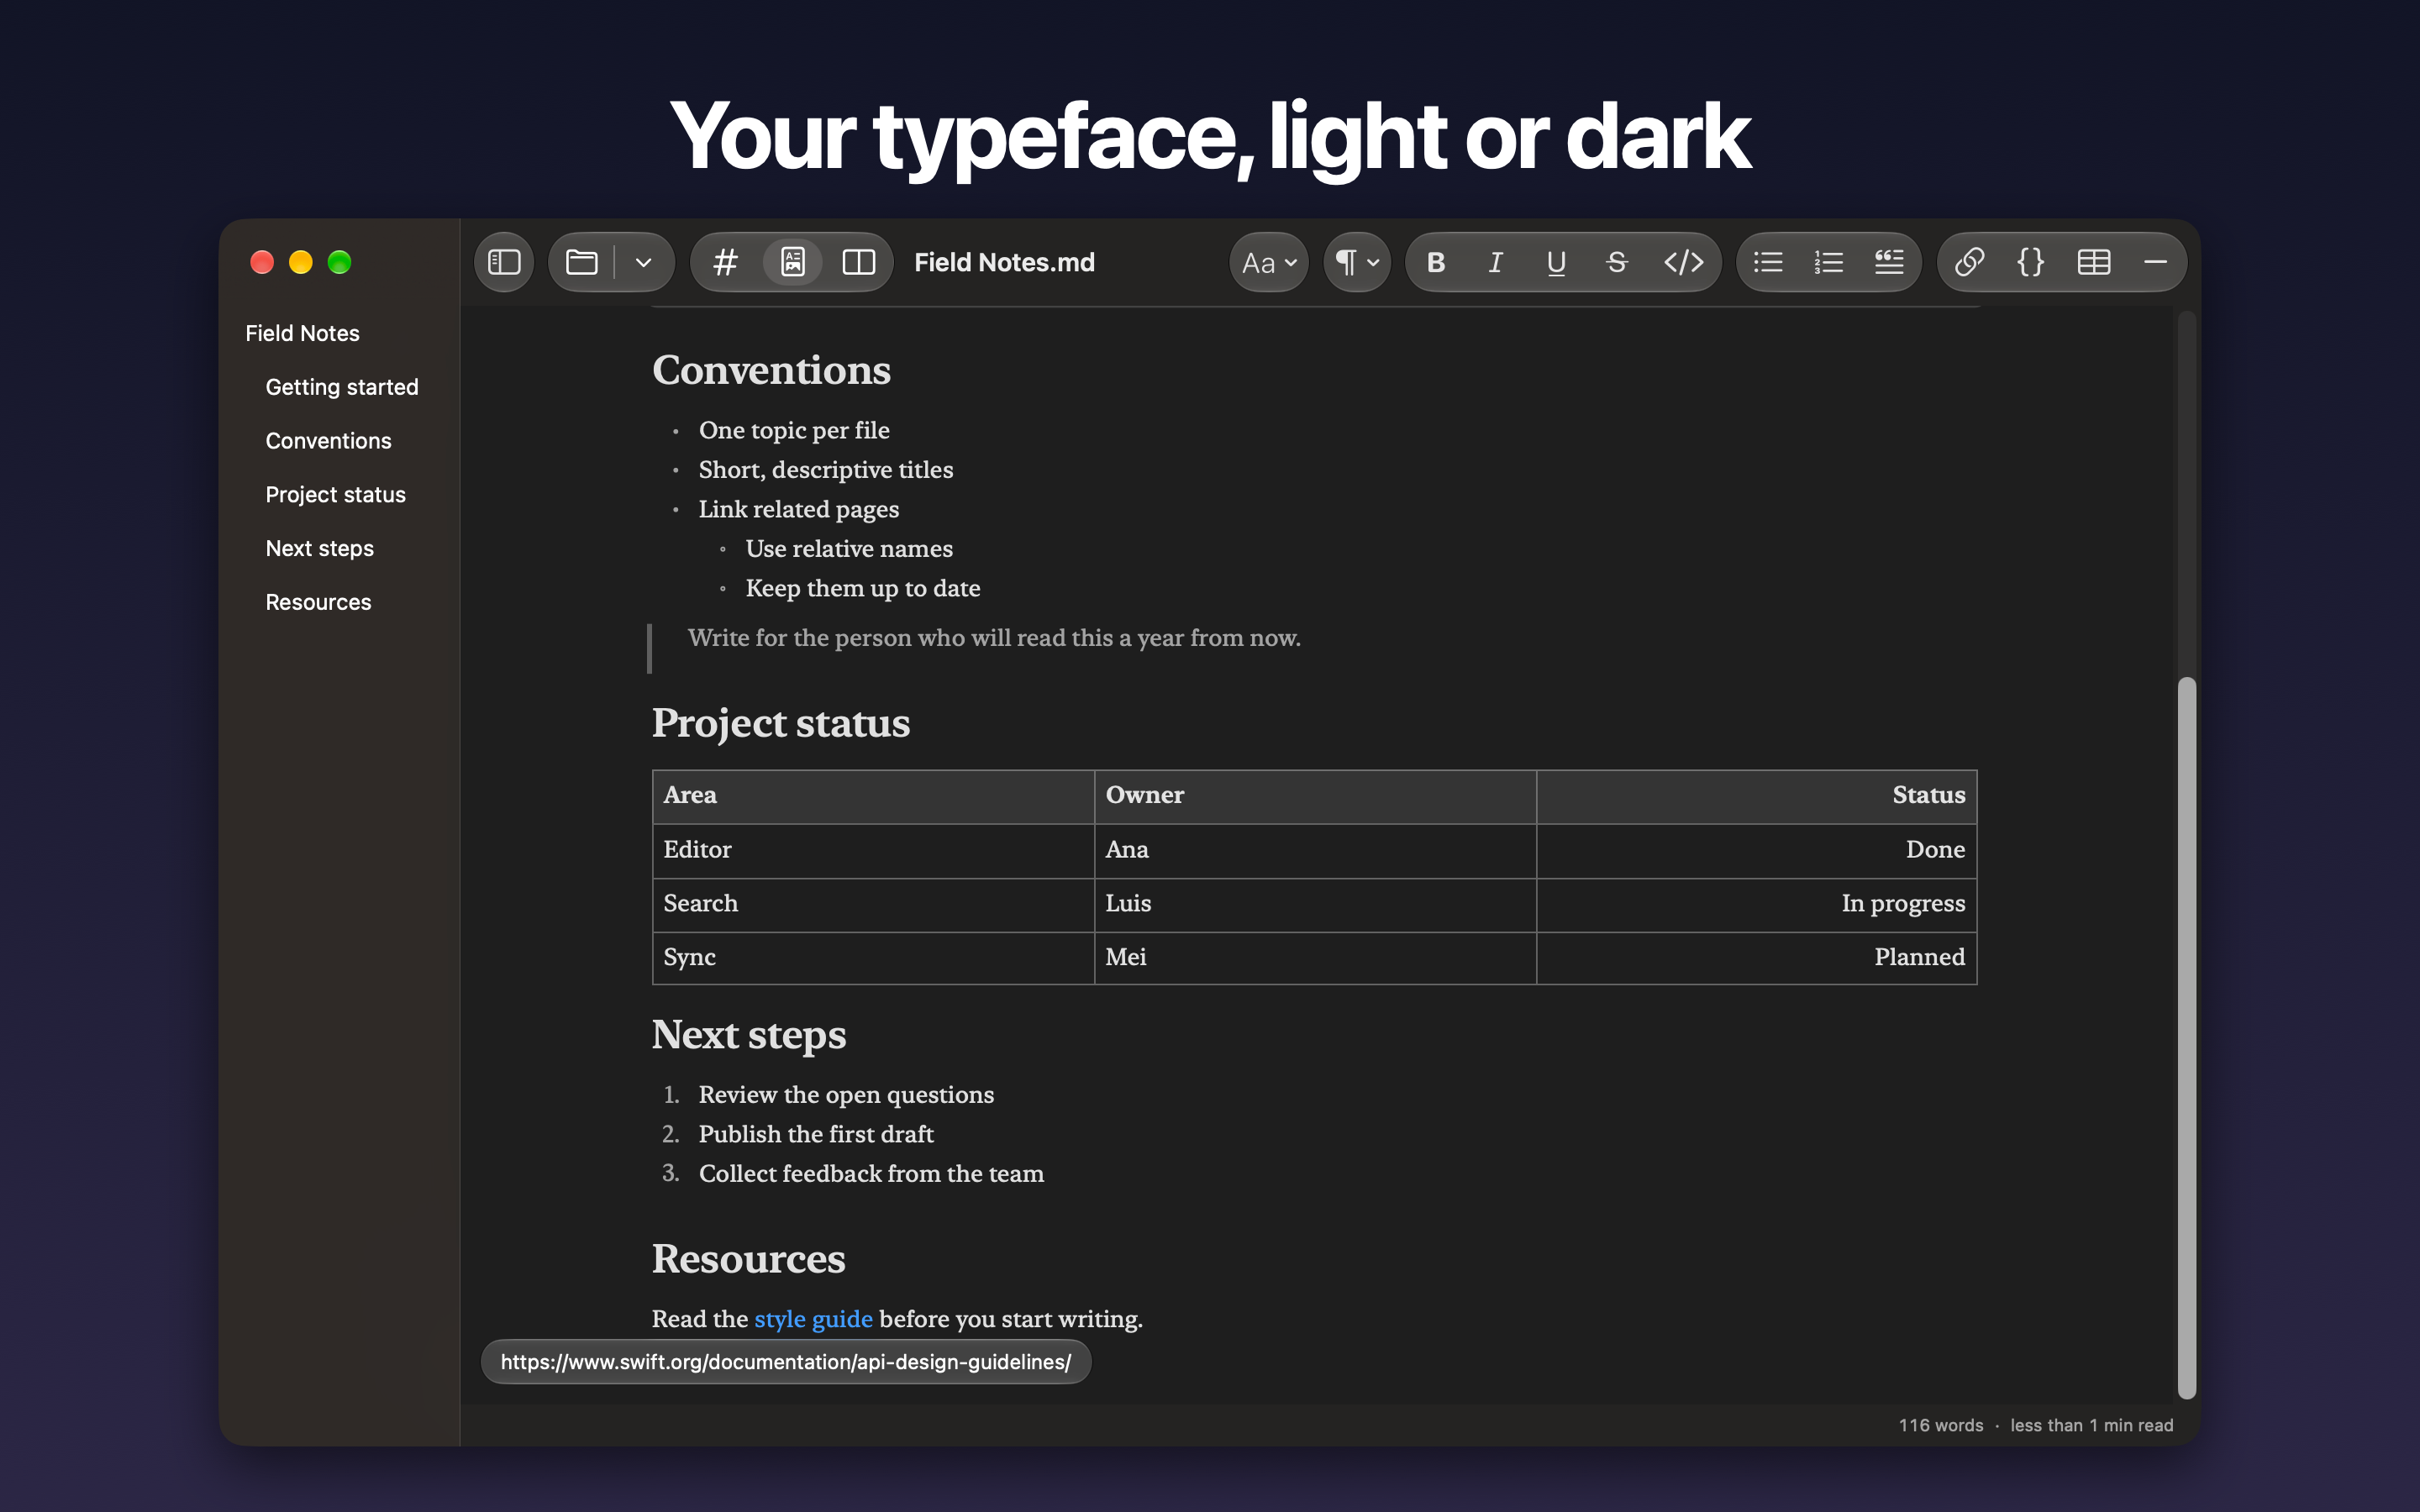 Your typeface, light or dark
Field Notes.md
Aa
B I U S </>
{}
Field Notes
Getting started
Conventions
Project status
Next steps
Resources
Conventions
• One topic per file
• Short, descriptive titles
• Link related pages
◦ Use relative names
◦ Keep them up to date
Write for the person who will read this a year from now.
Project status
Area Owner Status
Editor Ana Done
Search Luis In progress
Sync Mei Planned
Next steps
1. Review the open questions
2. Publish the first draft
3. Collect feedback from the team
Resources
Read the style guide before you start writing.
https://www.swift.org/documentation/api-design-guidelines/
116 words · less than 1 min read